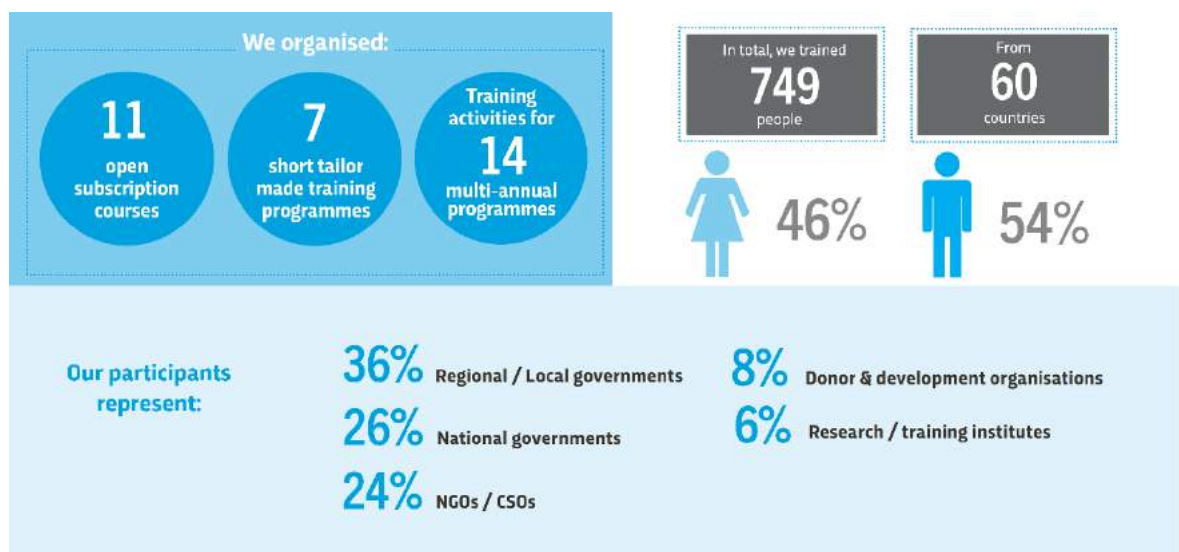 We organised:
11
open
subscription
courses
7
short tailor
made training
programmes
Training
activities for
14
multi-annual
programmes
In total, we trained
749
people
From
60
countries
46%
54%
Our participants
represent:
36% Regional / Local governments
26% National governments
24% NGOs / CSOs
8% Donor & development organisations
6% Research / training institutes